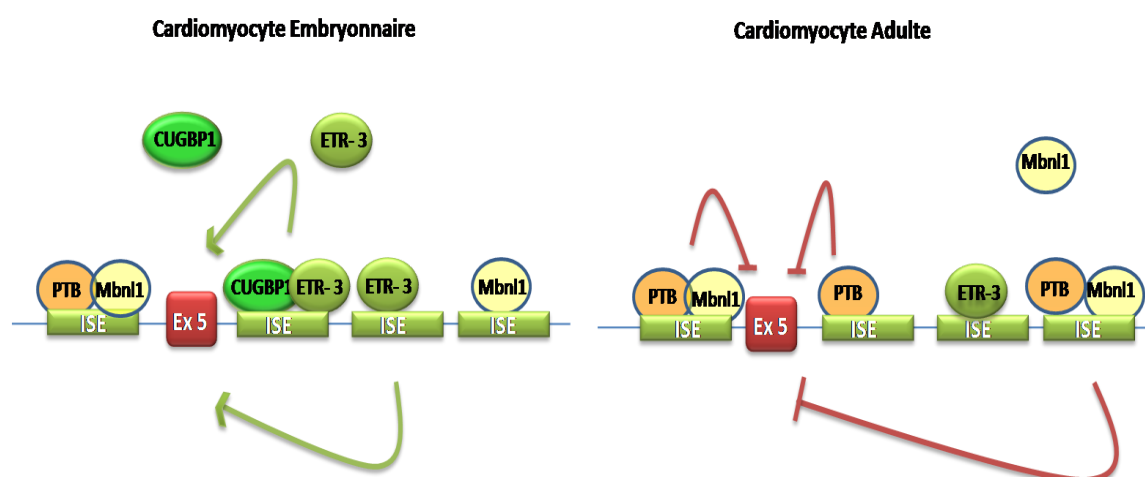 Cardiomyocyte Embryonnaire
CUGBP1
ETR- 3
PTB
Mbnl1
CUGBP1
ETR- 3
ETR- 3
Mbnl1
ISE
Ex 5
ISE
ISE
ISE
Cardiomyocyte Adulte
Mbnl1
PTB
Mbnl1
PTB
ETR-3
PTB
Mbnl1
ISE
Ex 5
ISE
ISE
ISE